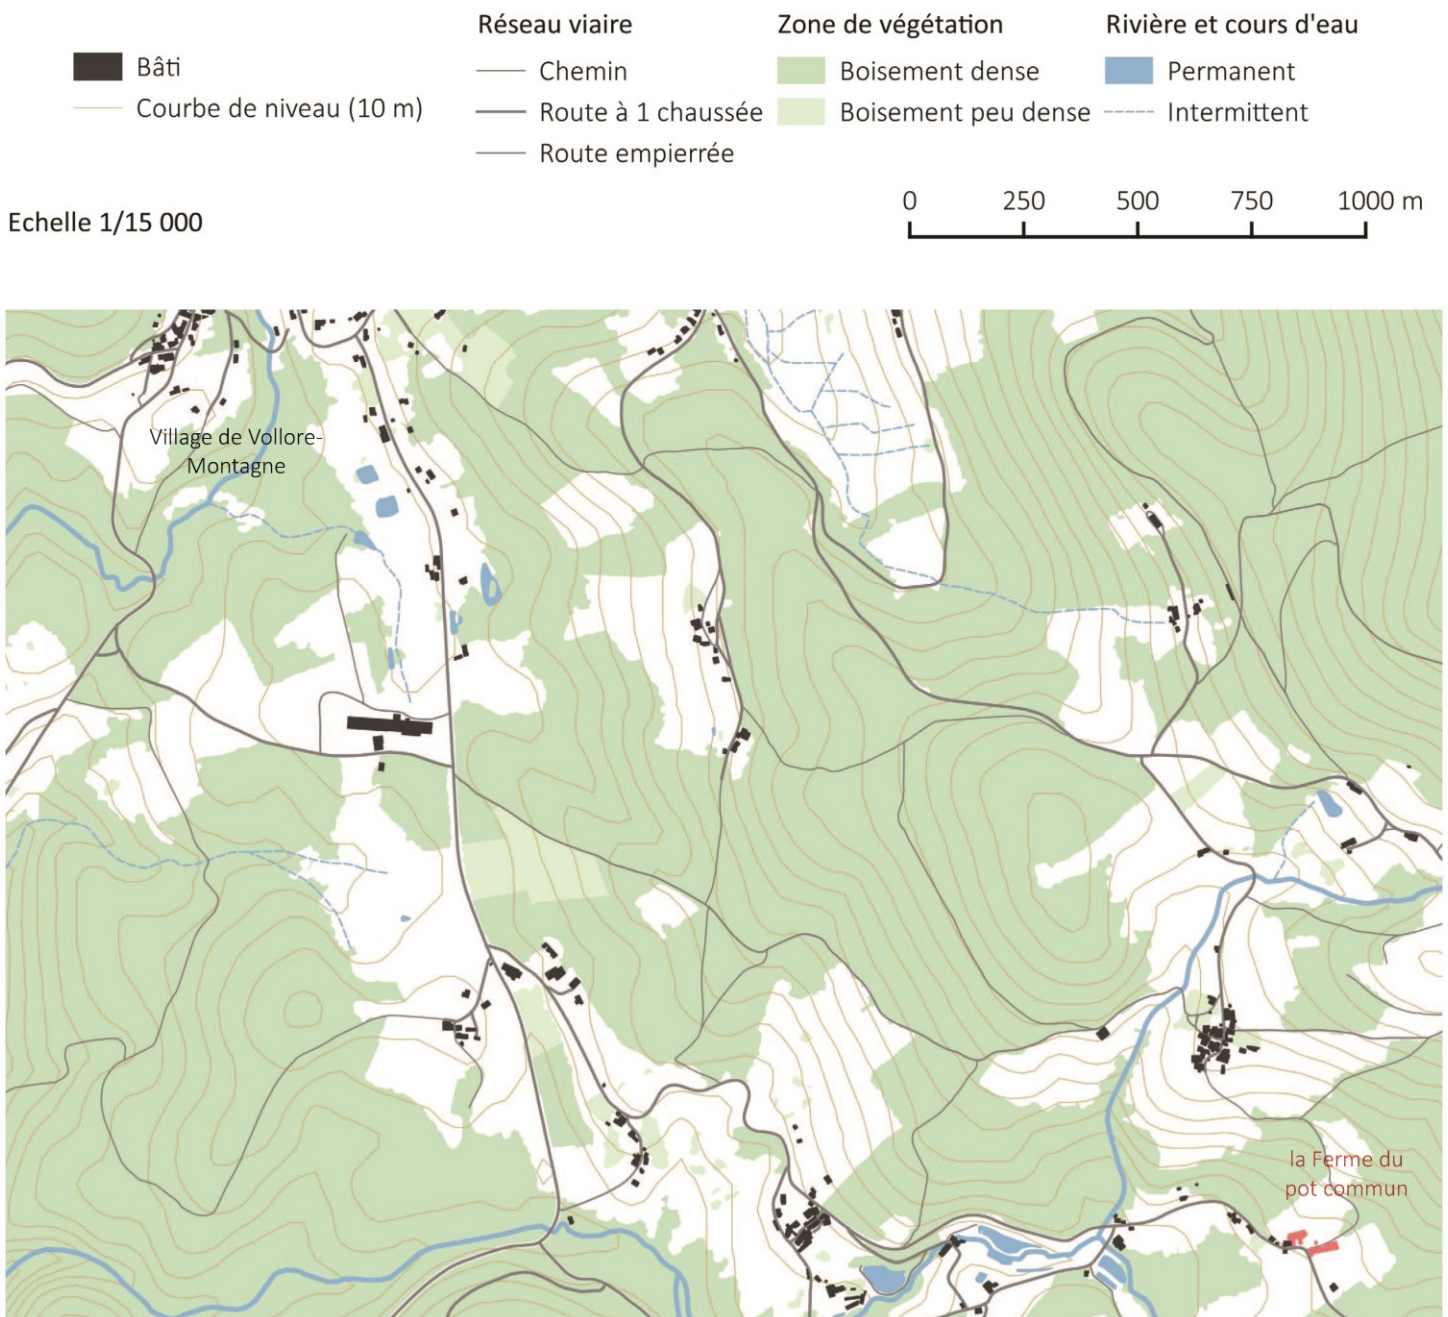 Réseau viaire
Zone de végétation
Rivière et cours d'eau
Bâti
Chemin
Boisement dense
Permanent
Courbe de niveau (10 m)
Route à 1 chaussée
Boisement peu dense
Intermittent
Route empierrée
Echelle 1/15 000
0 250 500 750 1000 m
Village de Vollore-
Montagne
la Ferme du
pot commun